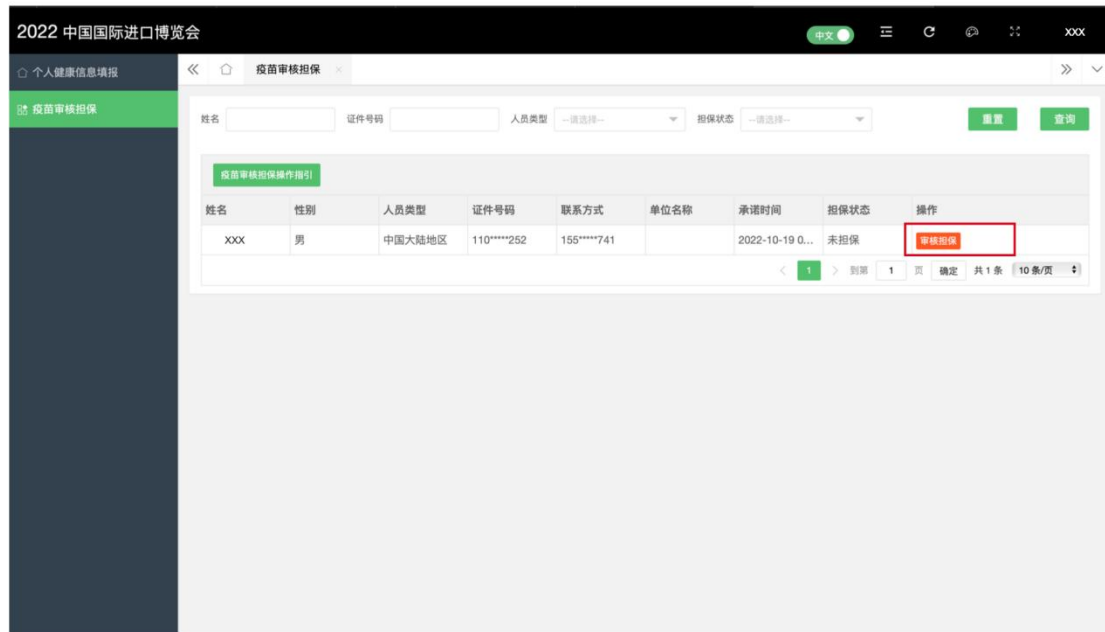 2022 中国国际进口博览会 中文 XXX
个人健康信息填报
疫苗审核担保
疫苗审核担保
姓名 证件号码 人员类型 --请选择-- 担保状态 --请选择-- 重置 查询
疫苗审核担保操作指引
姓名 性别 人员类型 证件号码 联系方式 单位名称 承诺时间 担保状态 操作
XXX 男 中国大陆地区 110*****252 155*****741 2022-10-19 0... 未担保 审核担保
1 到第 1 页 确定 共 1 条 10 条/页